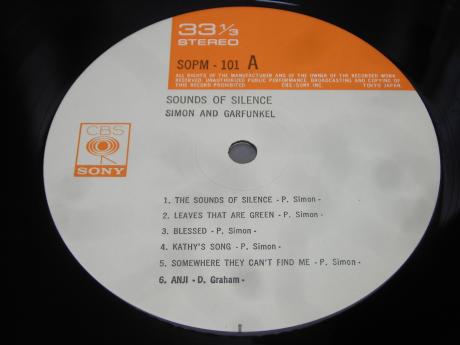 33 1/3
STEREO
SOPM - 101 A
ALL RIGHTS OF THE MANUFACTURER AND OF THE OWNER OF THE RECORDED WORK
RESERVED. UNAUTHORIZED PUBLIC PERFORMANCE, BROADCASTING AND COPYING OF
THIS RECORD PROHIBITED CBS/SONY INC. TOKYO JAPAN
SOUNDS OF SILENCE
SIMON AND GARFUNKEL
CBS
SONY
1. THE SOUNDS OF SILENCE - P. Simon -
2. LEAVES THAT ARE GREEN - P. Simon -
3. BLESSED - P. Simon -
4. KATHY'S SONG - P. Simon -
5. SOMEWHERE THEY CAN'T FIND ME - P. Simon -
6. ANJI - D. Graham -